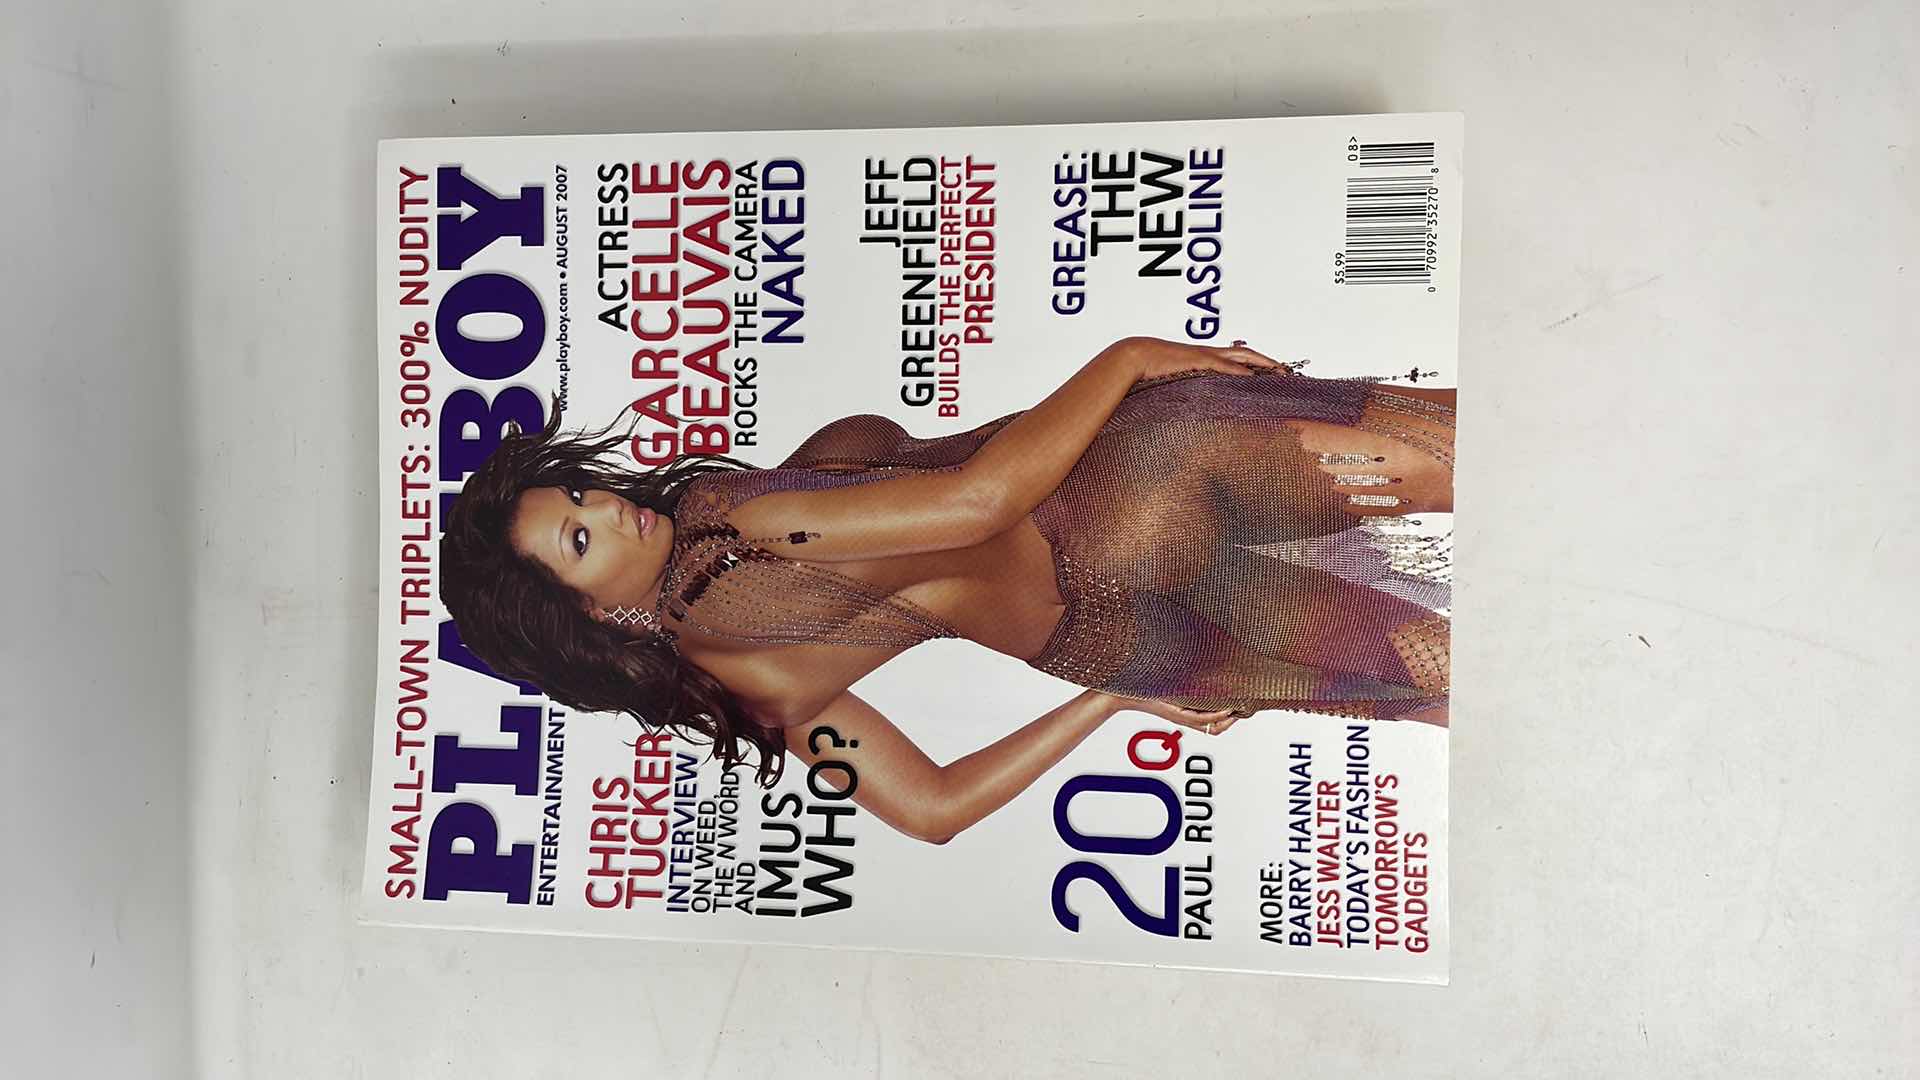 SMALL-TOWN TRIPLETS: 300% NUDITY
PLAYBOY
ENTERTAINMENT
www.playboy.com • AUGUST 2007
CHRIS
TUCKER
INTERVIEW
ON WEED,
THE N WORD
AND
IMUS
WHO?
ACTRESS
GARCELLE
BEAUVAIS
ROCKS THE CAMERA
NAKED
JEFF
GREENFIELD
BUILDS THE PERFECT
PRESIDENT
GREASE:
THE
NEW
GASOLINE
20Q
PAUL RUDD
MORE:
BARRY HANNAH
JESS WALTER
TODAY'S FASHION
TOMORROW'S
GADGETS
$5.99
08>
0 70992 35270 8